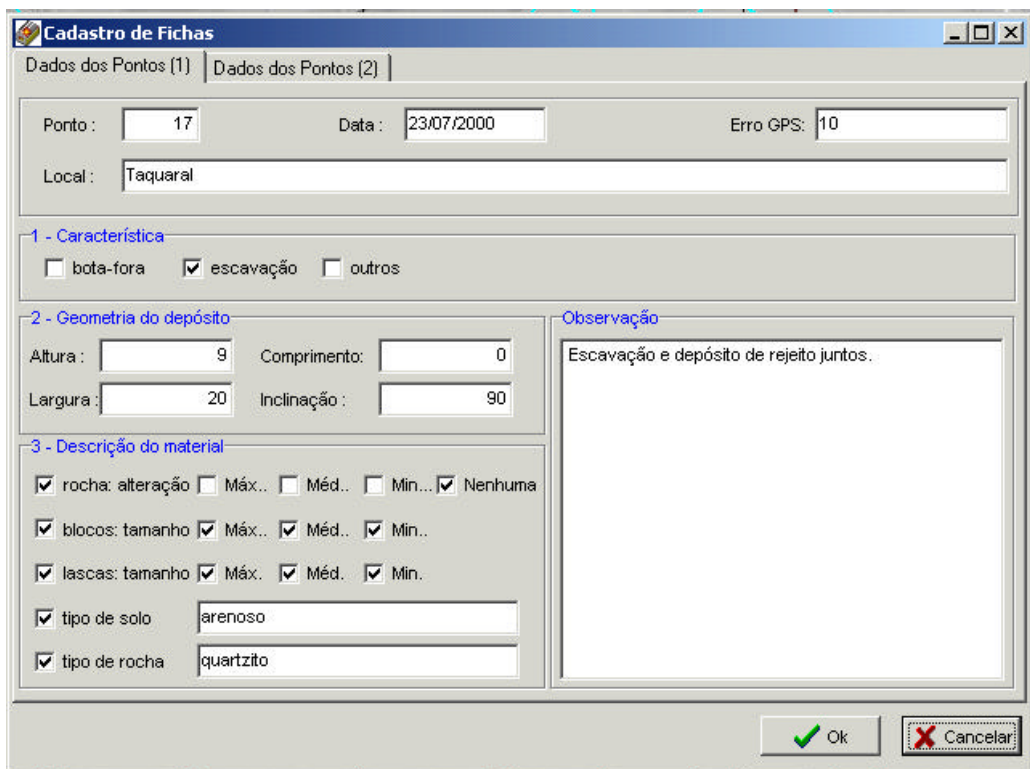 Cadastro de Fichas
Dados dos Pontos (1) Dados dos Pontos (2)
Ponto : 17 Data : 23/07/2000 Erro GPS: 10
Local : Taquaral
1 - Característica
bota-fora escavação outros
2 - Geometria do depósito
Altura : 9 Comprimento: 0
Largura : 20 Inclinação : 90
Observação
Escavação e depósito de rejeito juntos.
3 - Descrição do material
rocha: alteração Máx.. Méd.. Min... Nenhuma
blocos: tamanho Máx.. Méd.. Min..
lascas: tamanho Máx. Méd. Min.
tipo de solo arenoso
tipo de rocha quartzito
Ok Cancelar